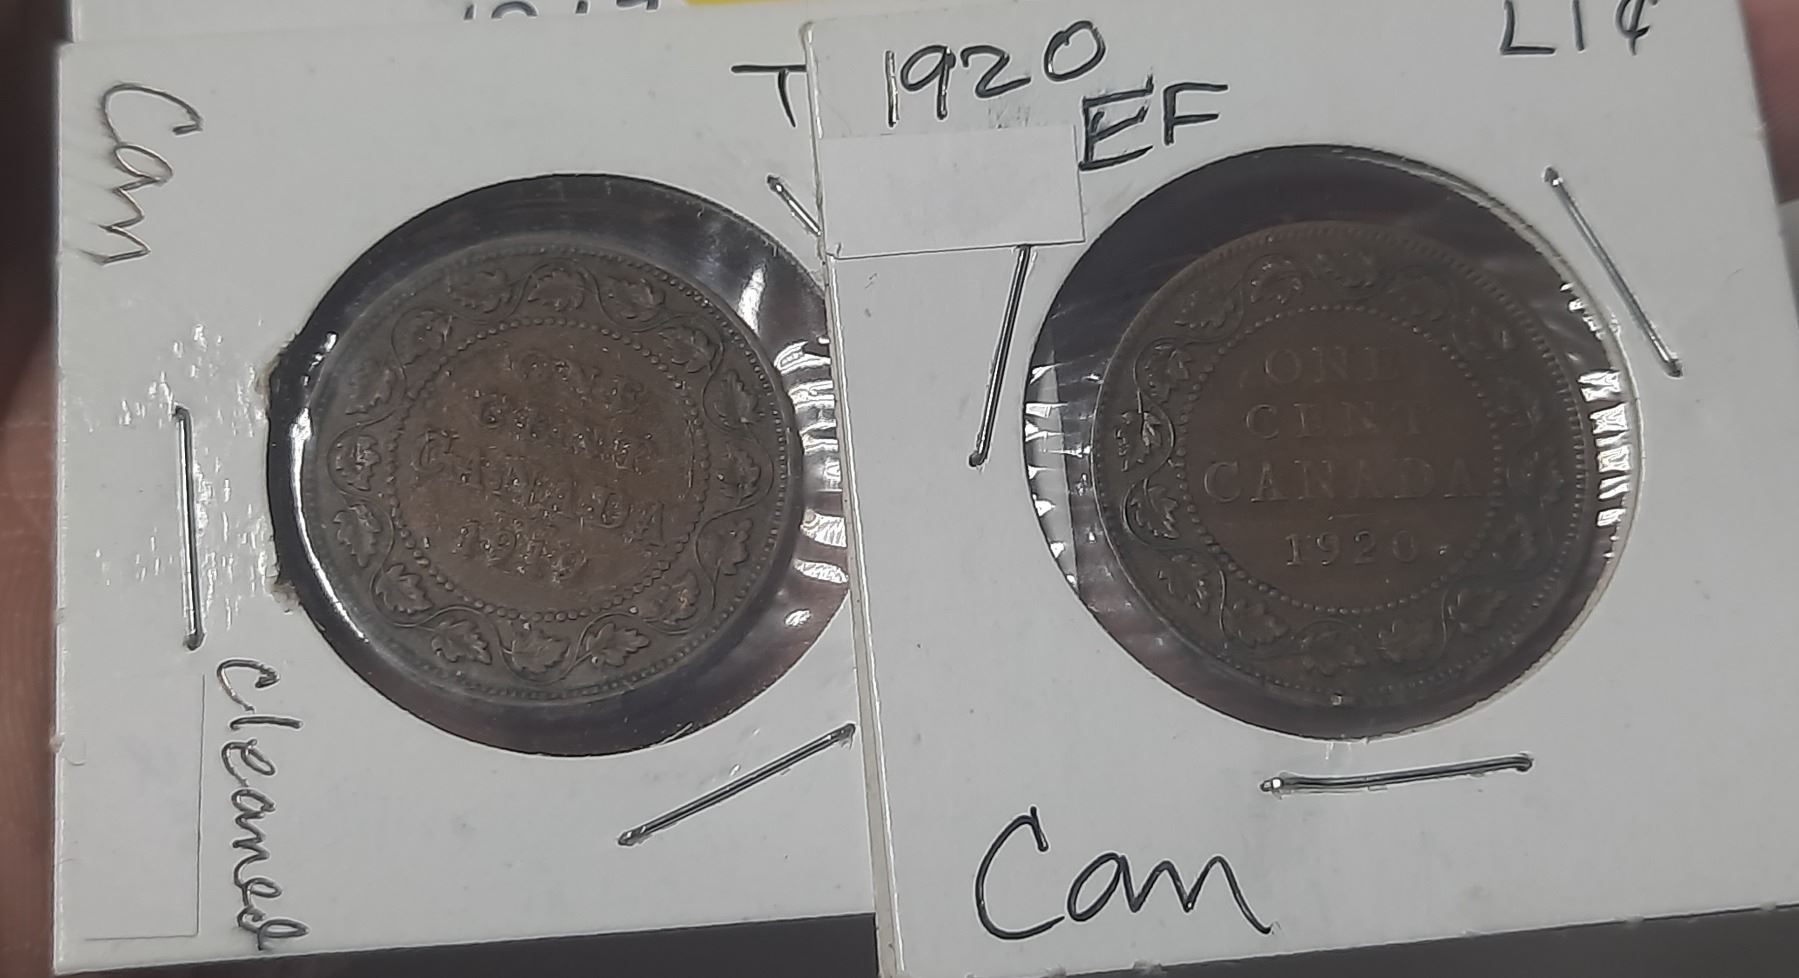 Can
T
cleaned
ONE
CENT
CANADA
1920
EF
L1¢
ONE
CENT
CANADA
1920
Can